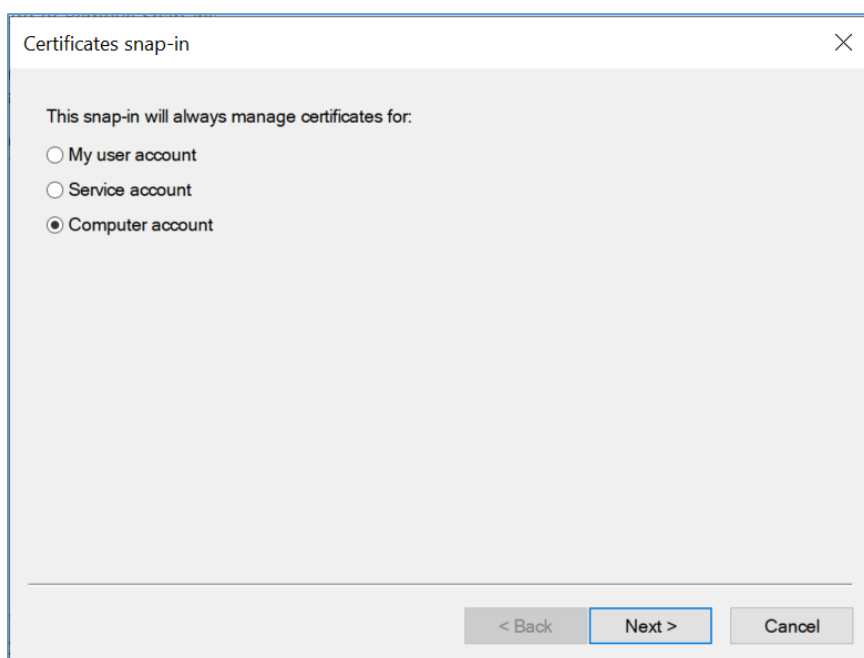 Certificates snap-in
This snap-in will always manage certificates for:
My user account
Service account
Computer account
< Back
Next >
Cancel